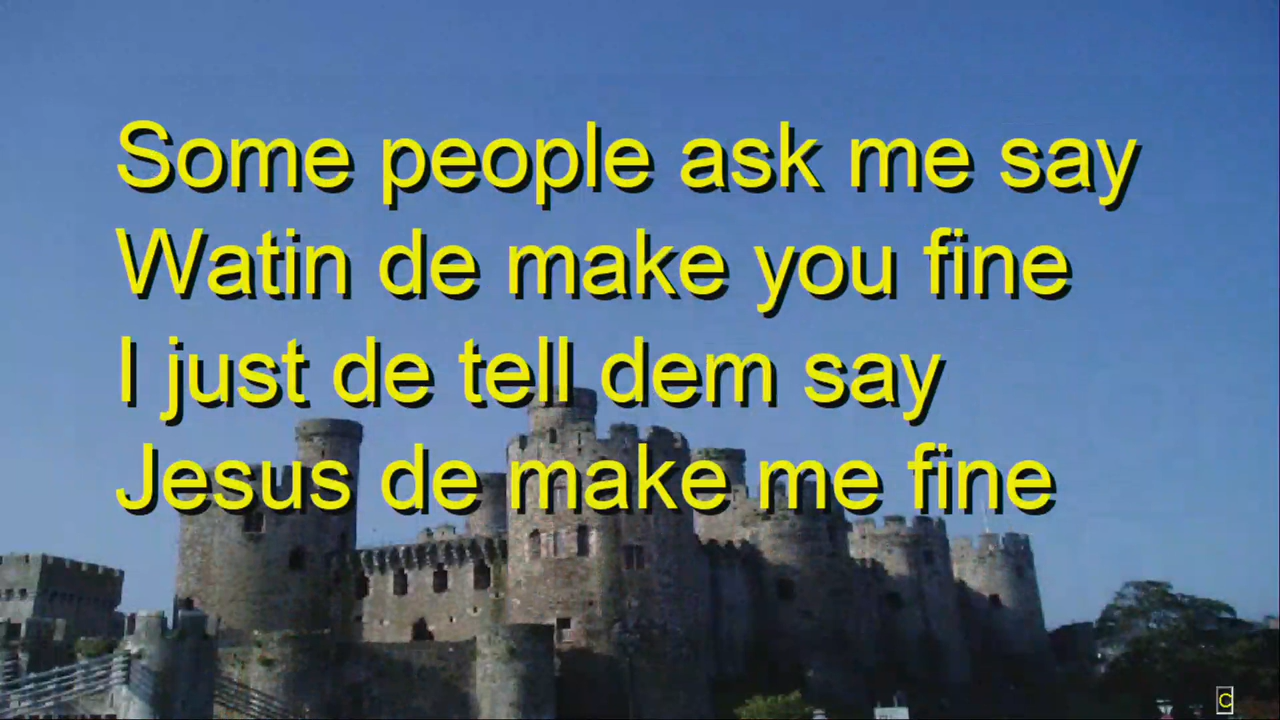 Some people ask me say
Watin de make you fine
I just de tell dem say
Jesus de make me fine
C